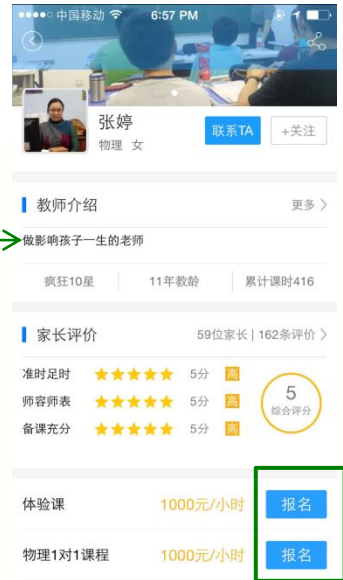 中国移动 6:57 PM
张婷
物理 女
联系TA
+关注
教师介绍
更多
做影响孩子一生的老师
疯狂10星
11年教龄
累计课时416
家长评价
59位家长 | 162条评价
准时足时 5分 高
师容师表 5分 高
备课充分 5分 高
5
综合评分
体验课 1000元/小时 报名
物理1对1课程 1000元/小时 报名